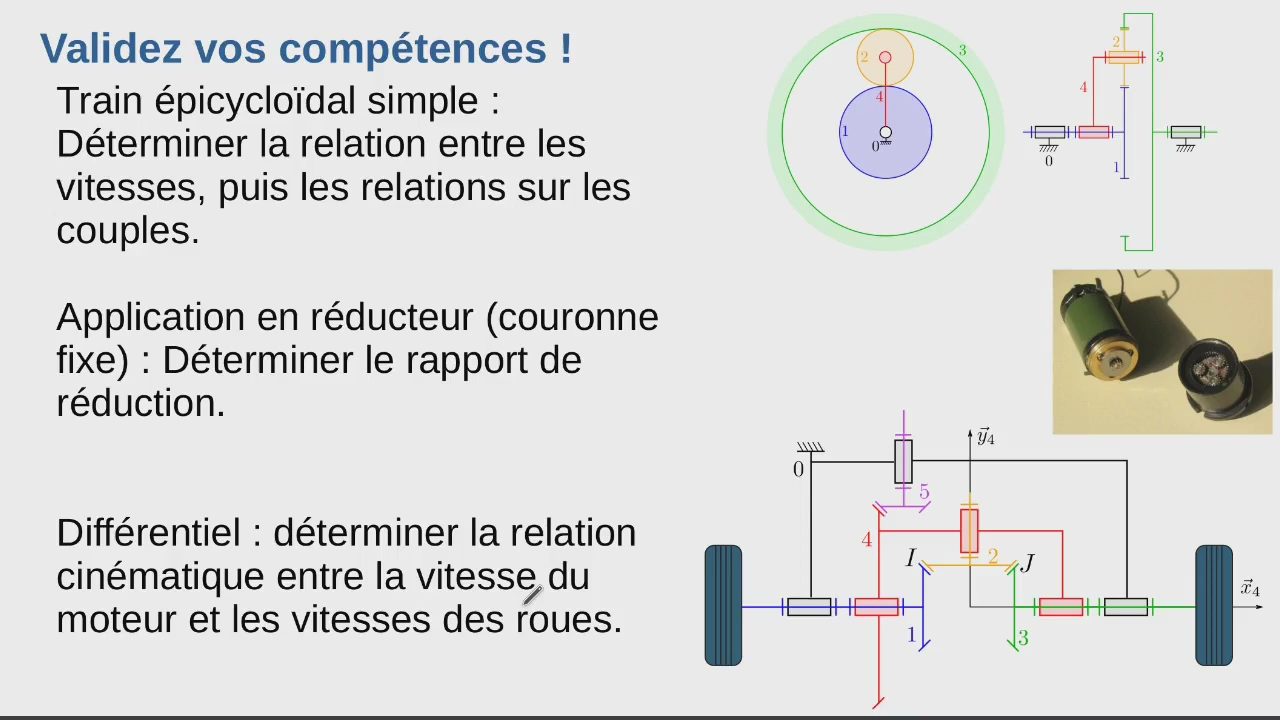 Validez vos compétences !
Train épicycloïdal simple :
Déterminer la relation entre les
vitesses, puis les relations sur les
couples.
Application en réducteur (couronne
fixe) : Déterminer le rapport de
réduction.
Différentiel : déterminer la relation
cinématique entre la vitesse du
moteur et les vitesses des roues.
2
3
4
1
0
2
3
4
0
1
y⃗4
0
5
4
I
2
J
x⃗4
1
3